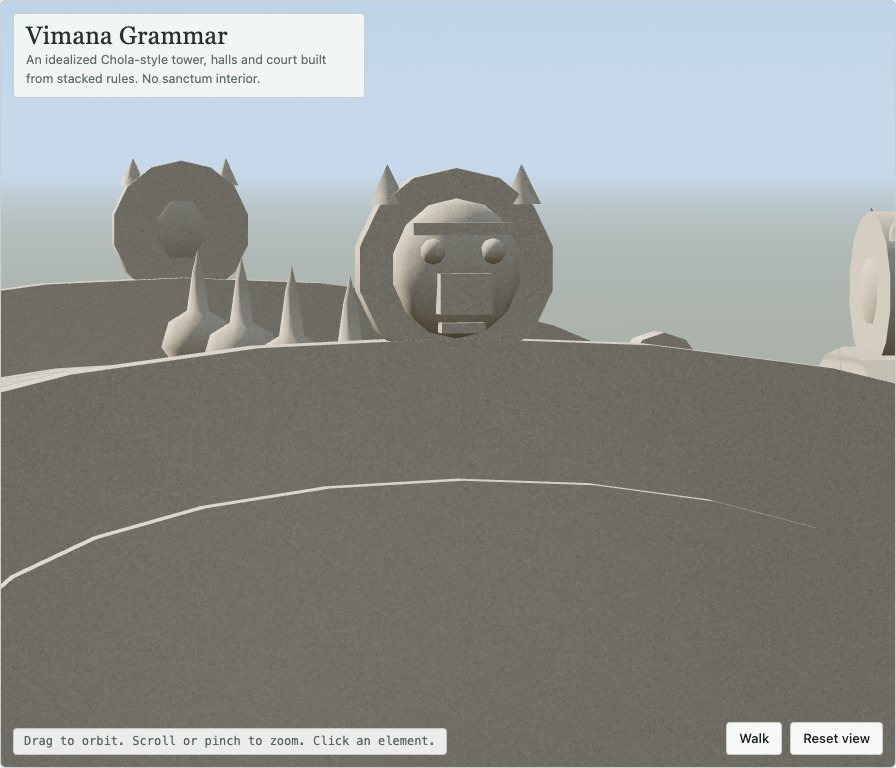 Vimana Grammar
An idealized Chola-style tower, halls and court built
from stacked rules. No sanctum interior.
Drag to orbit. Scroll or pinch to zoom. Click an element.
Walk
Reset view